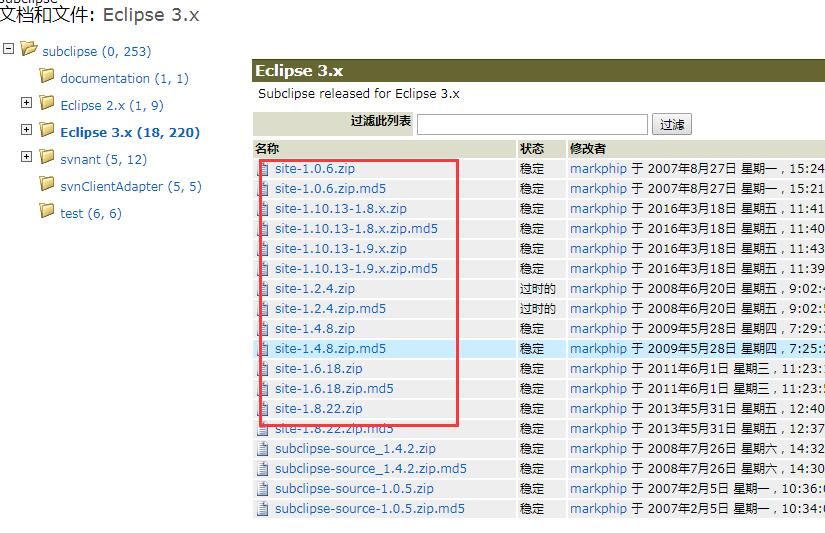 subclipse
文档和文件: Eclipse 3.x
subclipse (0, 253)
documentation (1, 1)
Eclipse 2.x (1, 9)
Eclipse 3.x (18, 220)
svnant (5, 12)
svnClientAdapter (5, 5)
test (6, 6)
Eclipse 3.x
Subclipse released for Eclipse 3.x
过滤此列表 过滤
名称 状态 修改者
site-1.0.6.zip 稳定 markphip 于 2007年8月27日 星期一 , 15:24
site-1.0.6.zip.md5 稳定 markphip 于 2007年8月27日 星期一 , 15:21
site-1.10.13-1.8.x.zip 稳定 markphip 于 2016年3月18日 星期五 , 11:41
site-1.10.13-1.8.x.zip.md5 稳定 markphip 于 2016年3月18日 星期五 , 11:40
site-1.10.13-1.9.x.zip 稳定 markphip 于 2016年3月18日 星期五 , 11:43
site-1.10.13-1.9.x.zip.md5 稳定 markphip 于 2016年3月18日 星期五 , 11:39
site-1.2.4.zip 过时的 markphip 于 2008年6月20日 星期五 , 9:02:4
site-1.2.4.zip.md5 过时的 markphip 于 2008年6月20日 星期五 , 9:02:
site-1.4.8.zip 稳定 markphip 于 2009年5月28日 星期四 , 7:29:
site-1.4.8.zip.md5 稳定 markphip 于 2009年5月28日 星期四 , 7:25:
site-1.6.18.zip 稳定 markphip 于 2011年6月1日 星期三 , 11:23:
site-1.6.18.zip.md5 稳定 markphip 于 2011年6月1日 星期三 , 11:23:
site-1.8.22.zip 稳定 markphip 于 2013年5月31日 星期五 , 12:40
site-1.8.22.zip.md5 稳定 markphip 于 2013年5月31日 星期五 , 12:37
subclipse-source_1.4.2.zip 稳定 markphip 于 2008年7月26日 星期六 , 14:32
subclipse-source_1.4.2.zip.md5 稳定 markphip 于 2008年7月26日 星期六 , 14:30
subclipse-source-1.0.5.zip 稳定 markphip 于 2007年2月5日 星期一 , 10:36:
subclipse-source-1.0.5.zip.md5 稳定 markphip 于 2007年2月5日 星期一 , 10:34: